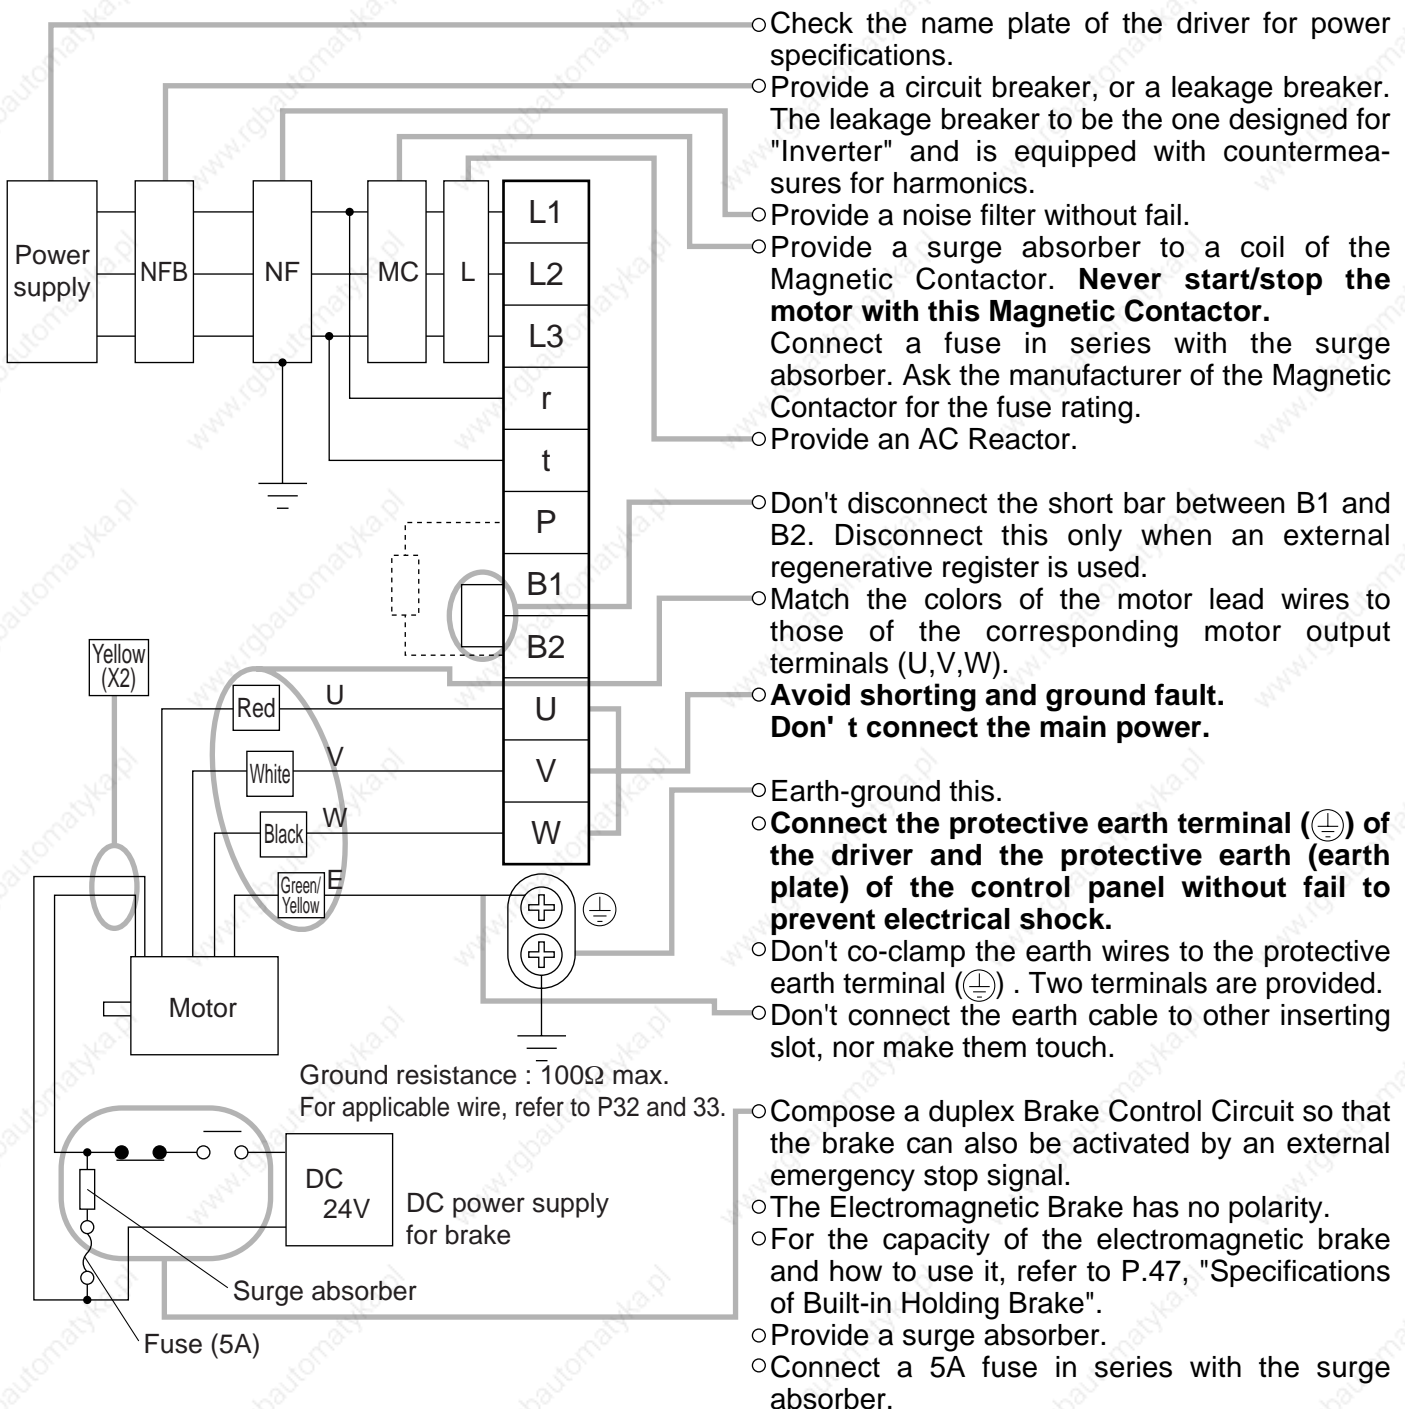 Check the name plate of the driver for power
specifications.
Provide a circuit breaker, or a leakage breaker.
The leakage breaker to be the one designed for
"Inverter" and is equipped with countermea-
sures for harmonics.
Provide a noise filter without fail.
Provide a surge absorber to a coil of the
Magnetic Contactor. Never start/stop the
motor with this Magnetic Contactor.
Connect a fuse in series with the surge
absorber. Ask the manufacturer of the Magnetic
Contactor for the fuse rating.
Provide an AC Reactor.
Don't disconnect the short bar between B1 and
B2. Disconnect this only when an external
regenerative register is used.
Match the colors of the motor lead wires to
those of the corresponding motor output
terminals (U,V,W).
Avoid shorting and ground fault.
Don' t connect the main power.
Earth-ground this.
Connect the protective earth terminal (⏚) of
the driver and the protective earth (earth
plate) of the control panel without fail to
prevent electrical shock.
Don't co-clamp the earth wires to the protective
earth terminal (⏚) . Two terminals are provided.
Don't connect the earth cable to other inserting
slot, nor make them touch.
Compose a duplex Brake Control Circuit so that
the brake can also be activated by an external
emergency stop signal.
The Electromagnetic Brake has no polarity.
For the capacity of the electromagnetic brake
and how to use it, refer to P.47, "Specifications
of Built-in Holding Brake".
Provide a surge absorber.
Connect a 5A fuse in series with the surge
absorber.
Power
supply
NFB
NF
MC
L
L1
L2
L3
r
t
P
B1
B2
U
V
W
Yellow
(X2)
Red
U
White
V
Black
W
Green/
Yellow
E
Motor
Ground resistance : 100Ω max.
For applicable wire, refer to P32 and 33.
DC
24V
DC power supply
for brake
Surge absorber
Fuse (5A)
www.rgbautomatyka.pl